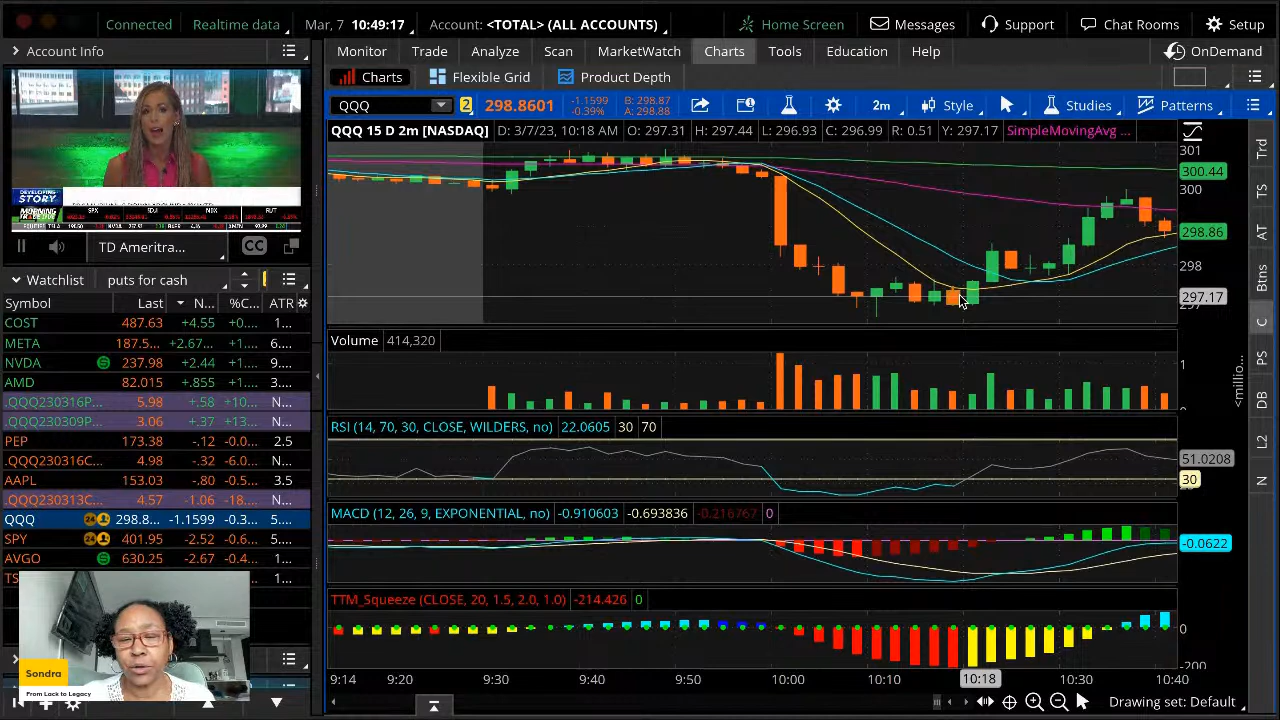 Connected Realtime data Mar, 7 10:49:17 Account: <TOTAL> (ALL ACCOUNTS) Home Screen Messages Support Chat Rooms Setup
Account Info
Monitor Trade Analyze Scan MarketWatch Charts Tools Education Help OnDemand
Charts Flexible Grid Product Depth
QQQ 2 298.8601 -1.1599 -0.39% B: 298.87 A: 298.88 2m Style Studies Patterns
QQQ 15 D 2m [NASDAQ] D: 3/7/23, 10:18 AM O: 297.31 H: 297.44 L: 296.93 C: 296.99 R: 0.51 Y: 297.17 SimpleMovingAvg ...
301
300.44
300
298.86
298
297.17
DEVELOPING STORY
SPX NDX RUT
TD Ameritra... CC
Watchlist puts for cash
Symbol Last N... %C... ATR
COST 487.63 +4.55 +0.... 1...
META 187.5... +2.67... 6....
NVDA 237.98 +2.44 +1.... 9....
AMD 82.015 +.855 +1.... 3....
.QQQ230316P... 5.98 +.58 +10... N...
.QQQ230309P... 3.06 +.37 +13... N...
PEP 173.38 -.12 -0.0... 2.5
.QQQ230316C... 4.98 -.32 -6.0... N...
AAPL 153.03 -.80 -0.5... 3.5
.QQQ230313C... 4.57 -1.06 -18.... N...
QQQ 298.8... -1.1599 -0.3... 5....
SPY 401.95 -2.52 -0.6... 5....
AVGO 630.25 -2.67 -0.4... 1...
Volume 414,320
1
0
<millio...
RSI (14, 70, 30, CLOSE, WILDERS, no) 22.0605 30 70
51.0208
30
MACD (12, 26, 9, EXPONENTIAL, no) -0.910603 -0.693836 -0.216767 0
-0.0622
TTM_Squeeze (CLOSE, 20, 1.5, 2.0, 1.0) -214.426 0
0
-200
9:14 9:20 9:30 9:40 9:50 10:00 10:10 10:18 10:30 10:40
Drawing set: Default
Trd
TS
AT
Btns
C
PS
DB
L2
N
Sondra
From Lack to Legacy